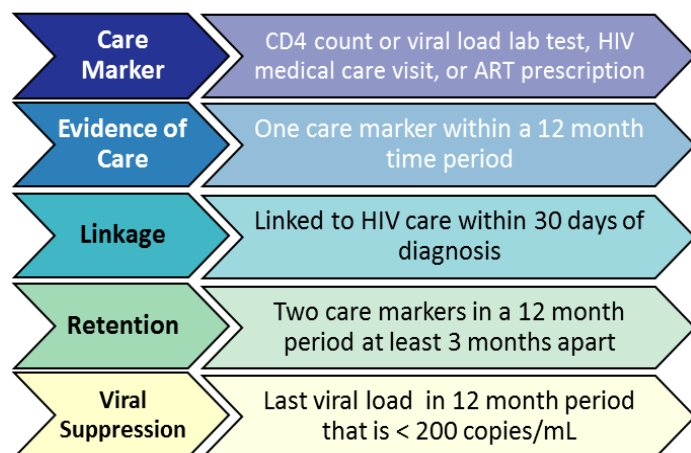 Care
Marker
CD4 count or viral load lab test, HIV
medical care visit, or ART prescription
Evidence of
Care
One care marker within a 12 month
time period
Linkage
Linked to HIV care within 30 days of
diagnosis
Retention
Two care markers in a 12 month
period at least 3 months apart
Viral
Suppression
Last viral load in 12 month period
that is < 200 copies/mL